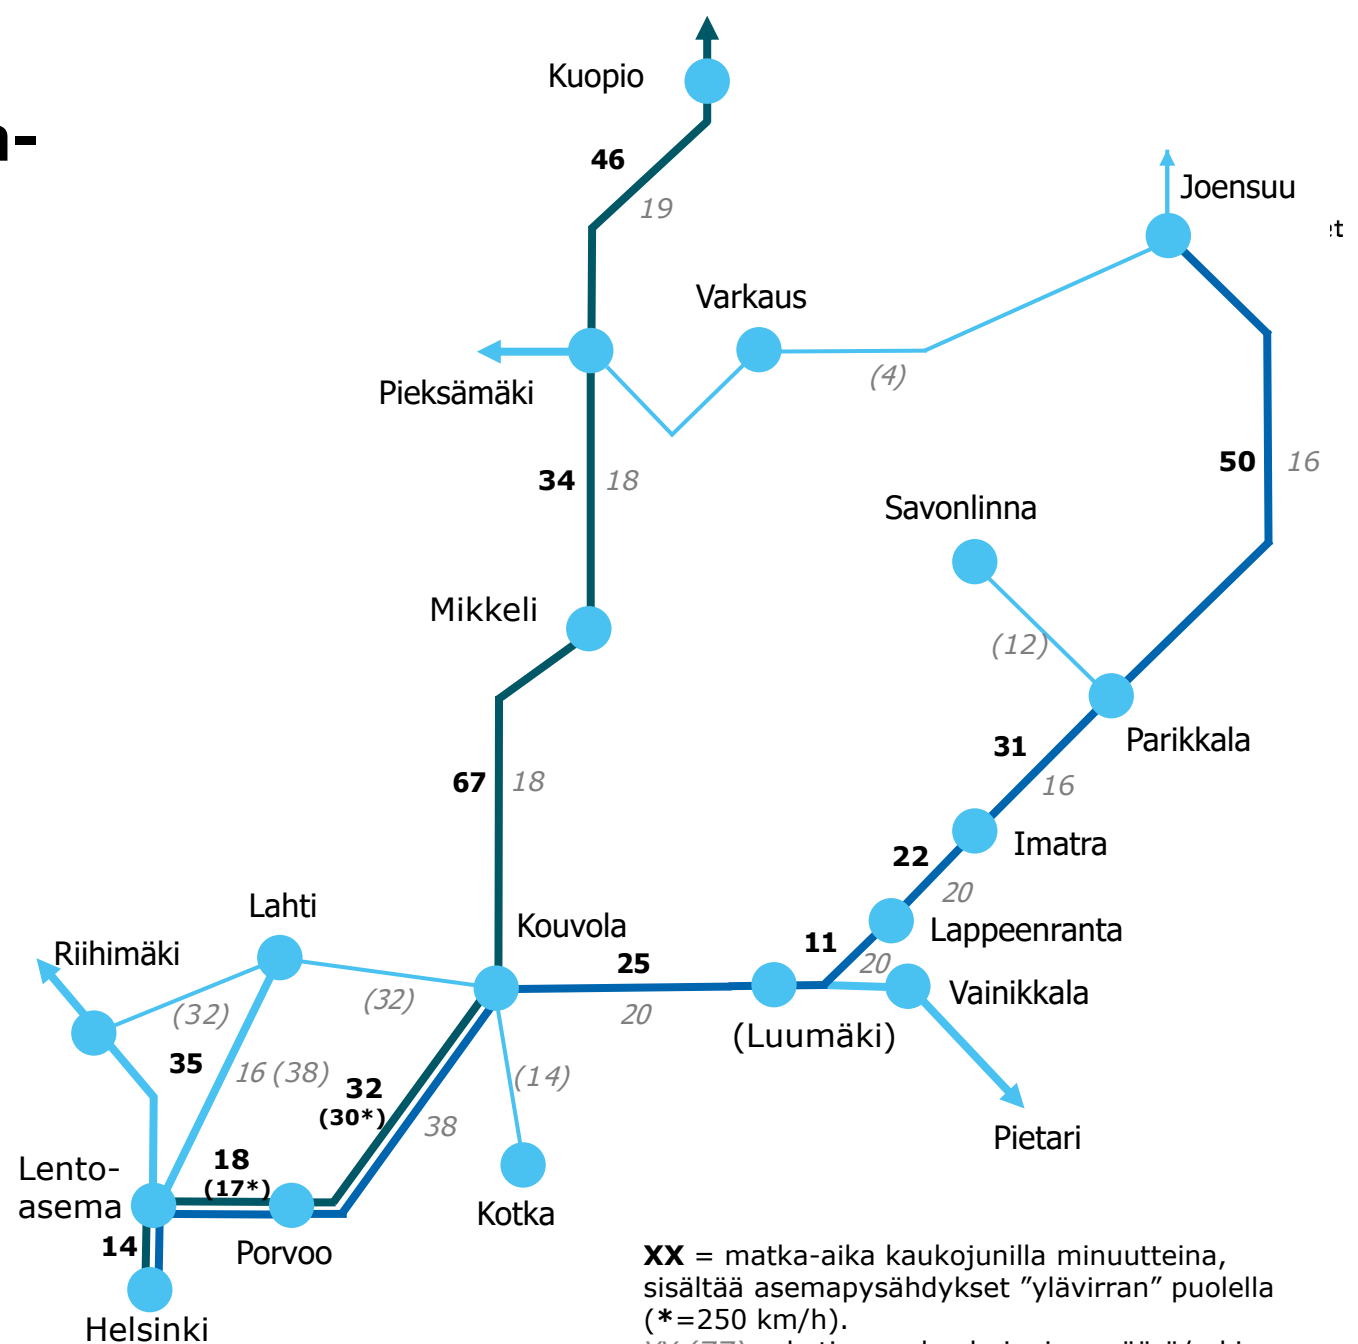 Kuopio
46
19
Joensuu
Varkaus
(4)
Pieksämäki
34
18
50
16
Savonlinna
(12)
Mikkeli
Parikkala
31
16
67
18
Imatra
22
20
Lahti
Kouvola
Lappeenranta
Riihimäki
11
20
25
20
Vainikkala
(32)
(32)
(Luumäki)
35
16 (38)
32
(30*)
38
(14)
Pietari
18
(17*)
Lento-
asema
Kotka
14
Porvoo
Helsinki
XX = matka-aika kaukojunilla minuutteina,
sisältää asemapysähdykset ”ylävirran” puolella
(*=250 km/h).